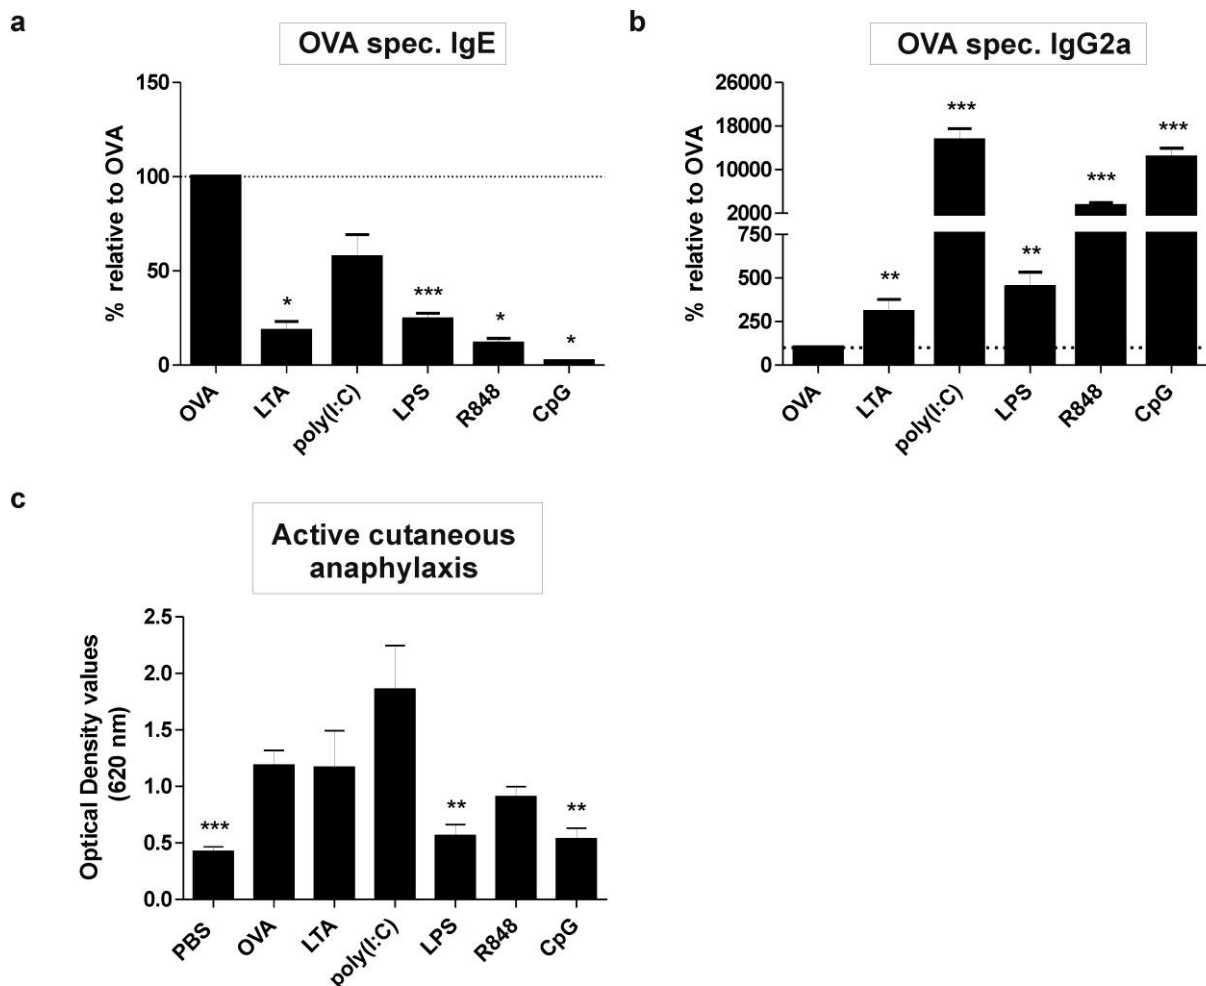 a
OVA spec. IgE
% relative to OVA
150
100
50
0
*
***
*
*
OVA
LTA
poly(I:C)
LPS
R848
CpG
b
OVA spec. IgG2a
% relative to OVA
26000
18000
10000
2000
750
500
250
0
**
***
**
***
***
OVA
LTA
poly(I:C)
LPS
R848
CpG
c
Active cutaneous
anaphylaxis
Optical Density values
(620 nm)
2.5
2.0
1.5
1.0
0.5
0.0
***
**
**
PBS
OVA
LTA
poly(I:C)
LPS
R848
CpG